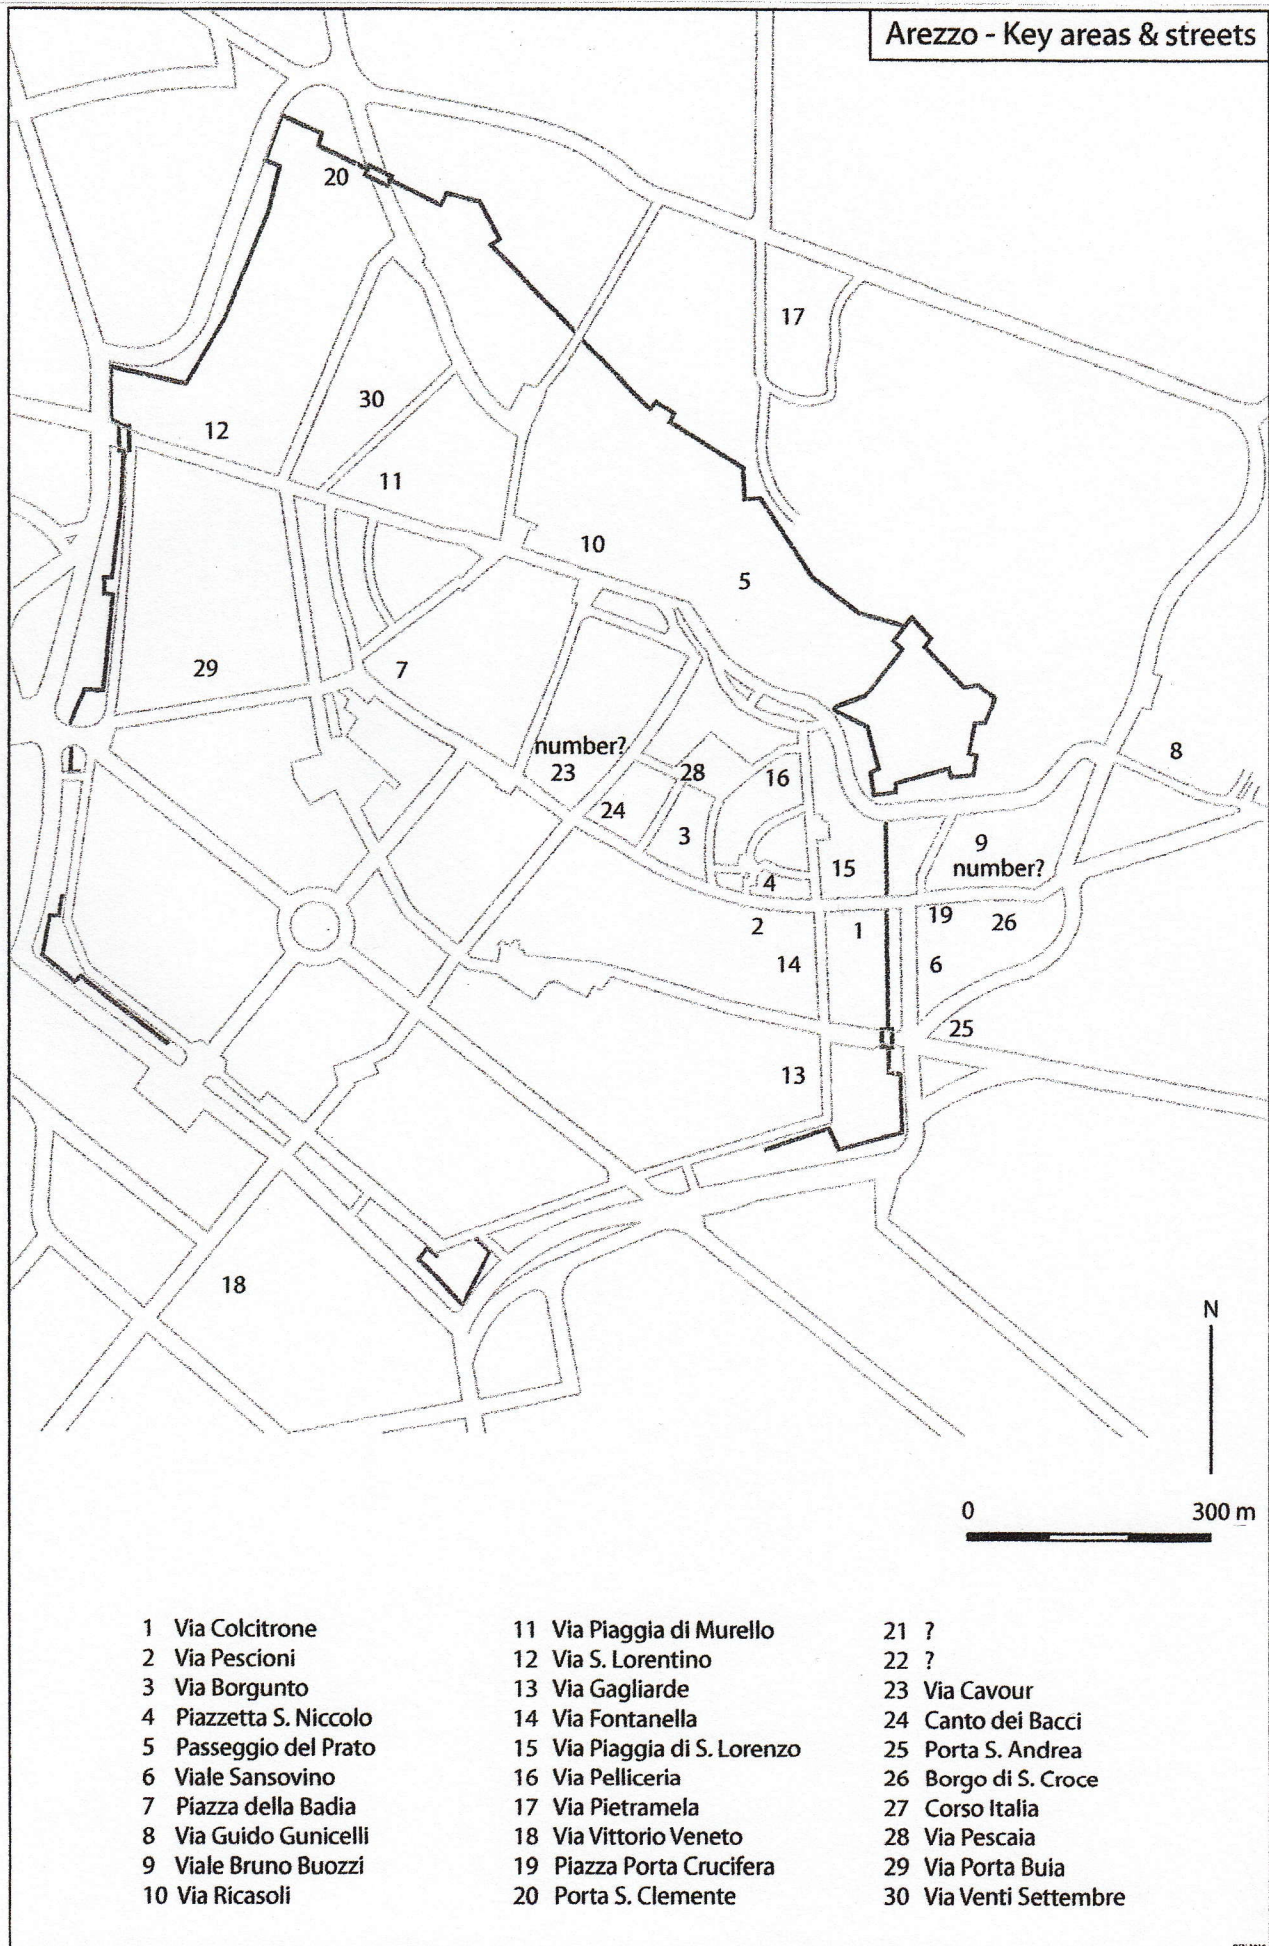 Arezzo - Key areas & streets
20
17
30
12
11
10
5
29
7
number?
23
28
16
8
24
3
9
number?
15
4
19
26
2
1
14
6
25
13
18
N
0 300 m
1 Via Colcitrone
2 Via Pescioni
3 Via Borgunto
4 Piazzetta S. Niccolo
5 Passeggio del Prato
6 Viale Sansovino
7 Piazza della Badia
8 Via Guido Gunicelli
9 Viale Bruno Buozzi
10 Via Ricasoli
11 Via Piaggia di Murello
12 Via S. Lorentino
13 Via Gagliarde
14 Via Fontanella
15 Via Piaggia di S. Lorenzo
16 Via Pelliceria
17 Via Pietramela
18 Via Vittorio Veneto
19 Piazza Porta Crucifera
20 Porta S. Clemente
21 ?
22 ?
23 Via Cavour
24 Canto dei Bacci
25 Porta S. Andrea
26 Borgo di S. Croce
27 Corso Italia
28 Via Pescaia
29 Via Porta Buia
30 Via Venti Settembre